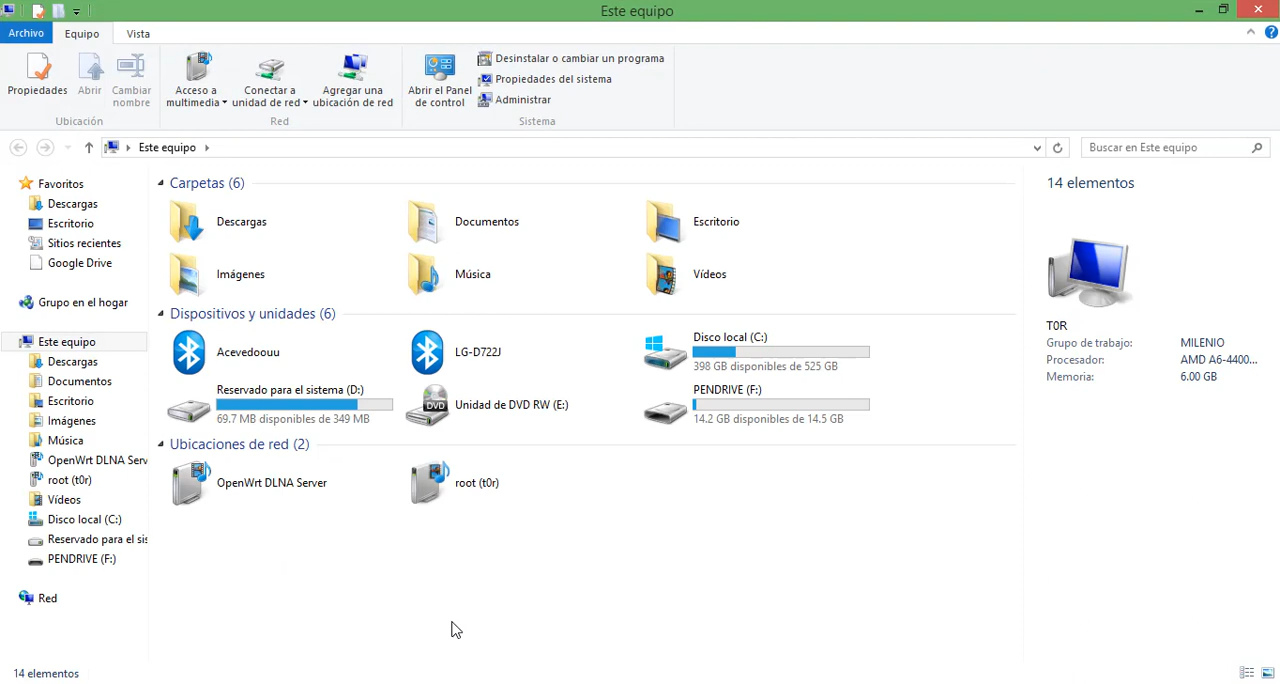 Este equipo
Archivo
Equipo
Vista
Propiedades
Abrir
Cambiar
nombre
Ubicación
Acceso a
multimedia
Conectar a
unidad de red
Agregar una
ubicación de red
Red
Abrir el Panel
de control
Desinstalar o cambiar un programa
Propiedades del sistema
Administrar
Sistema
Este equipo
Buscar en Este equipo
Favoritos
Descargas
Escritorio
Sitios recientes
Google Drive
Grupo en el hogar
Este equipo
Descargas
Documentos
Escritorio
Imágenes
Música
OpenWrt DLNA Serv
root (t0r)
Vídeos
Disco local (C:)
Reservado para el sis
PENDRIVE (F:)
Red
Carpetas (6)
Descargas
Documentos
Escritorio
Imágenes
Música
Vídeos
Dispositivos y unidades (6)
Acevedoouu
LG-D722J
Disco local (C:)
398 GB disponibles de 525 GB
Reservado para el sistema (D:)
69.7 MB disponibles de 349 MB
DVD
Unidad de DVD RW (E:)
PENDRIVE (F:)
14.2 GB disponibles de 14.5 GB
Ubicaciones de red (2)
OpenWrt DLNA Server
root (t0r)
14 elementos
T0R
Grupo de trabajo: MILENIO
Procesador: AMD A6-4400...
Memoria: 6.00 GB
14 elementos